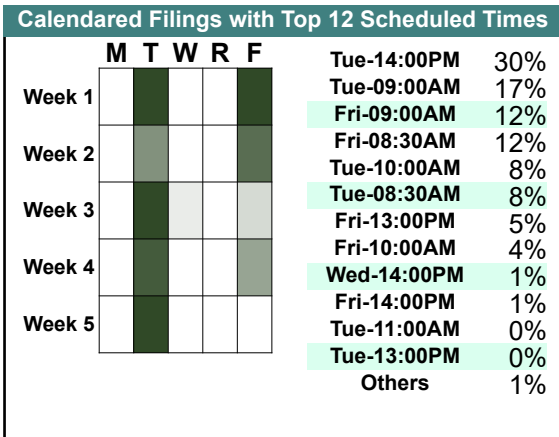 Calendared Filings with Top 12 Scheduled Times
M T W R F
Week 1
Week 2
Week 3
Week 4
Week 5
Tue-14:00PM 30%
Tue-09:00AM 17%
Fri-09:00AM 12%
Fri-08:30AM 12%
Tue-10:00AM 8%
Tue-08:30AM 8%
Fri-13:00PM 5%
Fri-10:00AM 4%
Wed-14:00PM 1%
Fri-14:00PM 1%
Tue-11:00AM 0%
Tue-13:00PM 0%
Others 1%